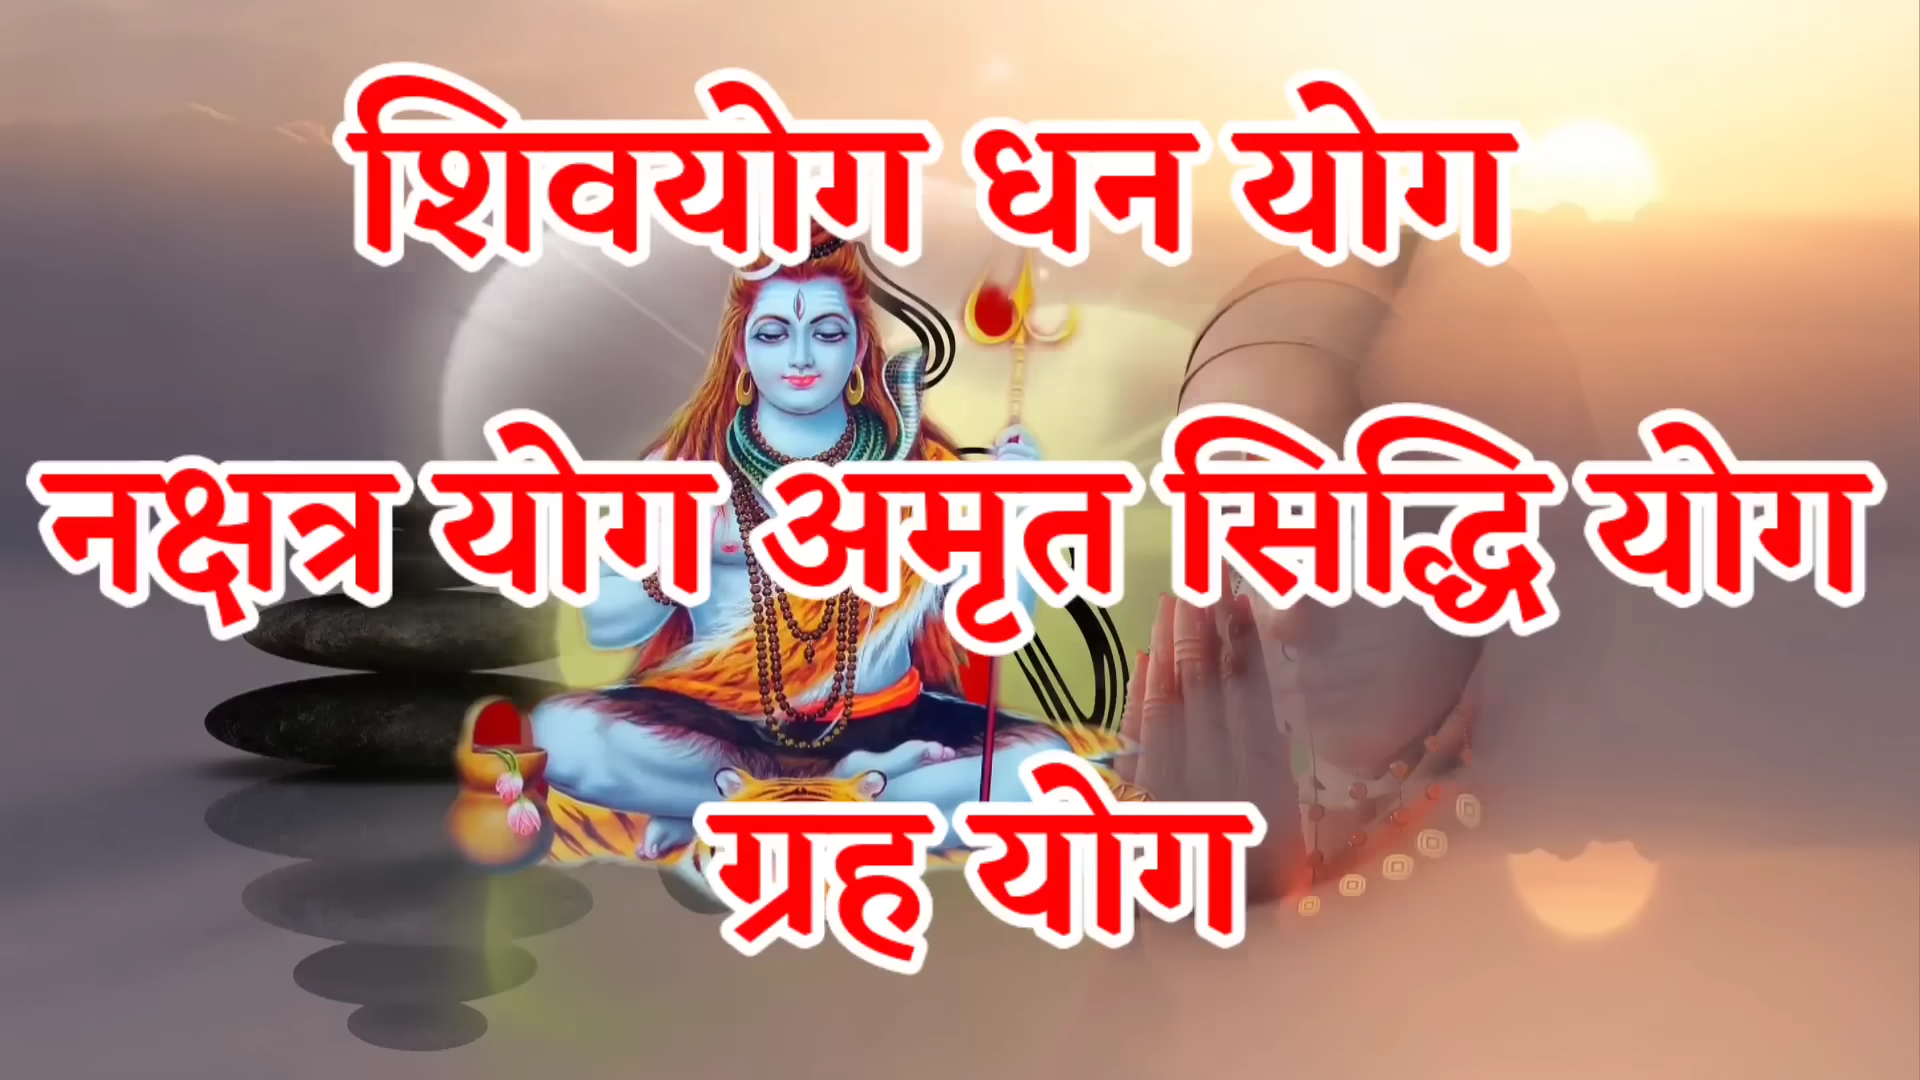 शिवयोग धन योग
नक्षत्र योग अमृत सिद्धि योग
ग्रह योग